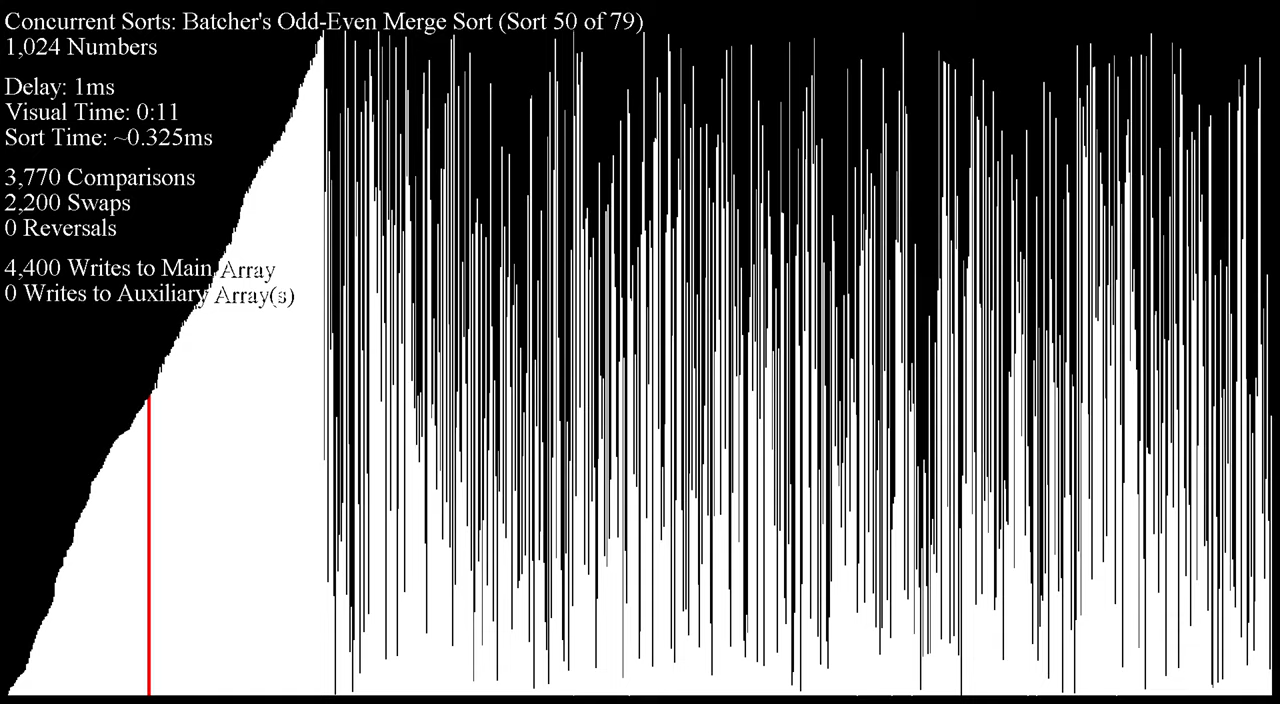 Concurrent Sorts: Batcher's Odd-Even Merge Sort (Sort 50 of 79)
1,024 Numbers
Delay: 1ms
Visual Time: 0:11
Sort Time: ~0.325ms
3,770 Comparisons
2,200 Swaps
0 Reversals
4,400 Writes to Main Array
0 Writes to Auxiliary Array(s)